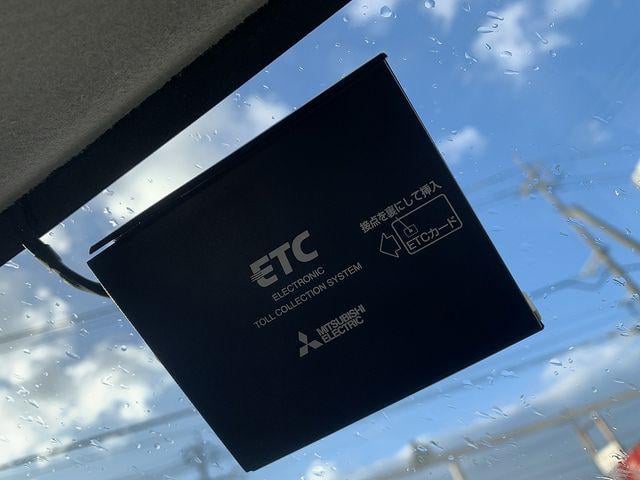 接点を裏にして挿入
ETCカード
ETC
ELECTRONIC
TOLL COLLECTION SYSTEM
MITSUBISHI
ELECTRIC